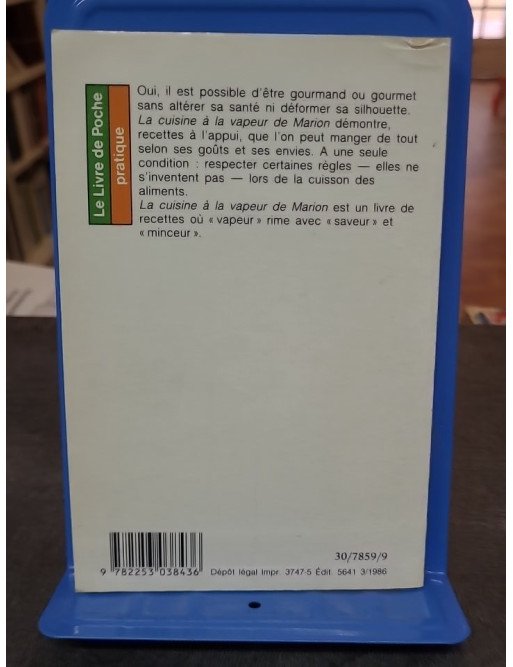 Le Livre de Poche
pratique
Oui, il est possible d'être gourmand ou gourmet
sans altérer sa santé ni déformer sa silhouette.
La cuisine à la vapeur de Marion démontre,
recettes à l'appui, que l'on peut manger de tout
selon ses goûts et ses envies. A une seule
condition : respecter certaines règles — elles ne
s'inventent pas — lors de la cuisson des
aliments.
La cuisine à la vapeur de Marion est un livre de
recettes où « vapeur » rime avec « saveur » et
« minceur ».
30/7859/9
9 782253 038436 Dépôt légal Impr. 3747-5 Édit. 5641 3/1986